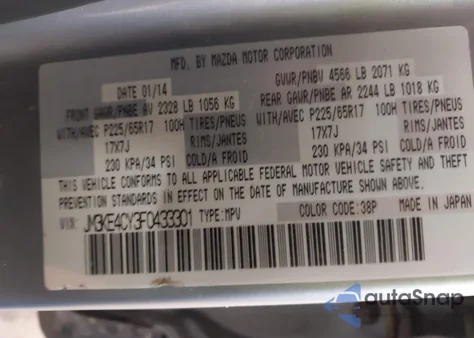 MFD. BY MAZDA MOTOR CORPORATION
DATE 01/14 GVWR/PNBV 4566 LB 2071 KG
FRONT GAWR/PNBE AV 2328 LB 1056 KG REAR GAWR/PNBE AR 2244 LB 1018 KG
WITH/AVEC P225/65R17 100H TIRES/PNEUS WITH/AVEC P225/65R17 100H TIRES/PNEUS
17X7J RIMS/JANTES 17X7J RIMS/JANTES
230 KPA/34 PSI COLD/A FROID 230 KPA/34 PSI COLD/A FROID
THIS VEHICLE CONFORMS TO ALL APPLICABLE FEDERAL MOTOR VEHICLE SAFETY AND THEFT
PREVENTION STANDARDS IN EFFECT ON THE DATE OF MANUFACTURE SHOWN ABOVE.
VIN: JM3KE4CY3F0433301 TYPE:MPV COLOR CODE:38P MADE IN JAPAN
autoSnap